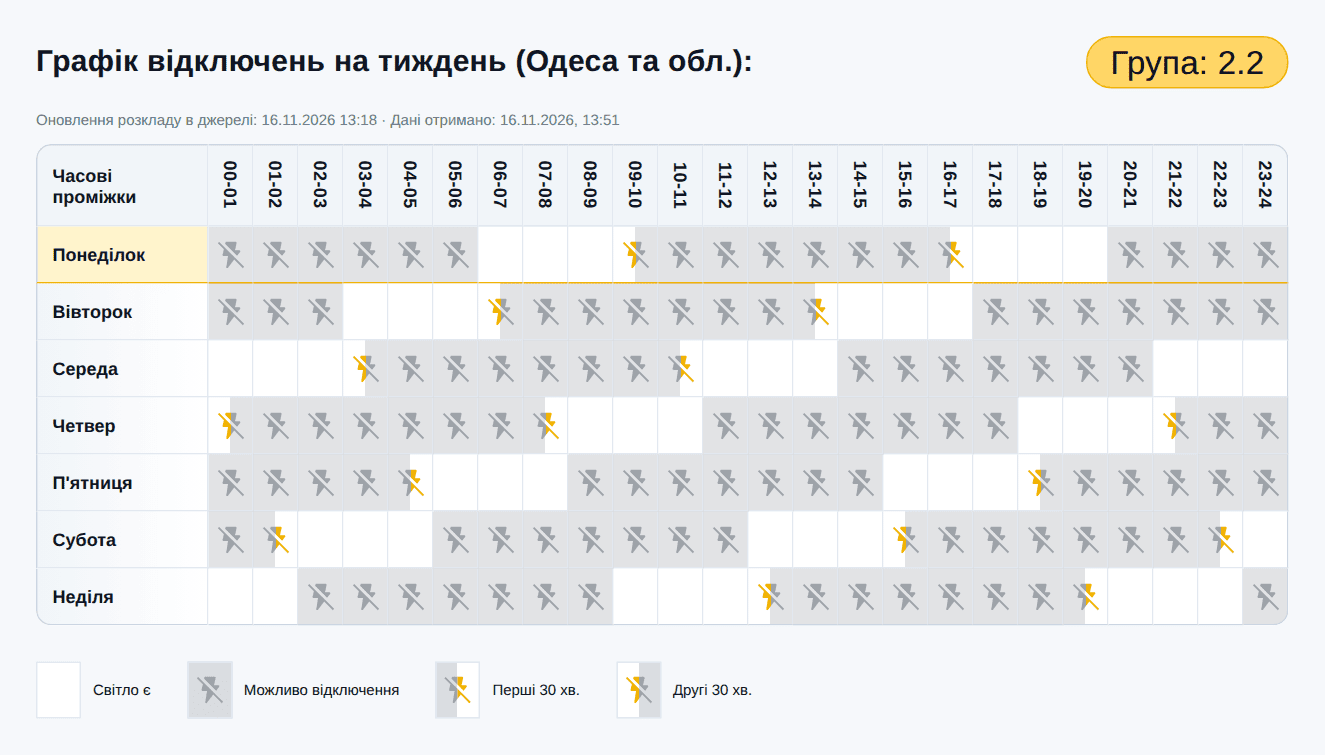 Графік відключень на тиждень (Одеса та обл.):
Група: 2.2
Оновлення розкладу в джерелі: 16.11.2026 13:18 · Дані отримано: 16.11.2026, 13:51
Часові
проміжки
00-01 01-02 02-03 03-04 04-05 05-06 06-07 07-08 08-09 09-10 10-11 11-12 12-13 13-14 14-15 15-16 16-17 17-18 18-19 19-20 20-21 21-22 22-23 23-24
Понеділок
Вівторок
Середа
Четвер
П'ятниця
Субота
Неділя
Світло є
Можливо відключення
Перші 30 хв.
Другі 30 хв.